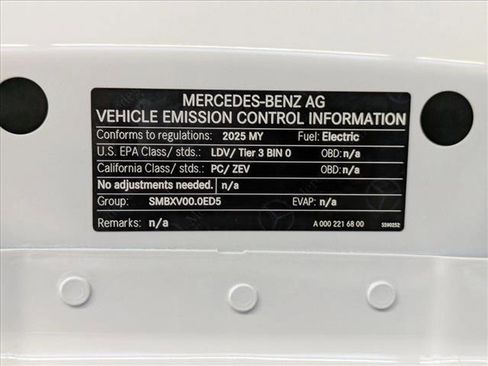 MERCEDES-BENZ AG
VEHICLE EMISSION CONTROL INFORMATION
Conforms to regulations: 2025 MY Fuel: Electric
U.S. EPA Class/ stds.: LDV/ Tier 3 BIN 0 OBD: n/a
California Class/ stds.: PC/ ZEV OBD: n/a
No adjustments needed. n/a
Group: SMBXV00.0ED5 EVAP: n/a
Remarks: n/a A 000 221 68 00